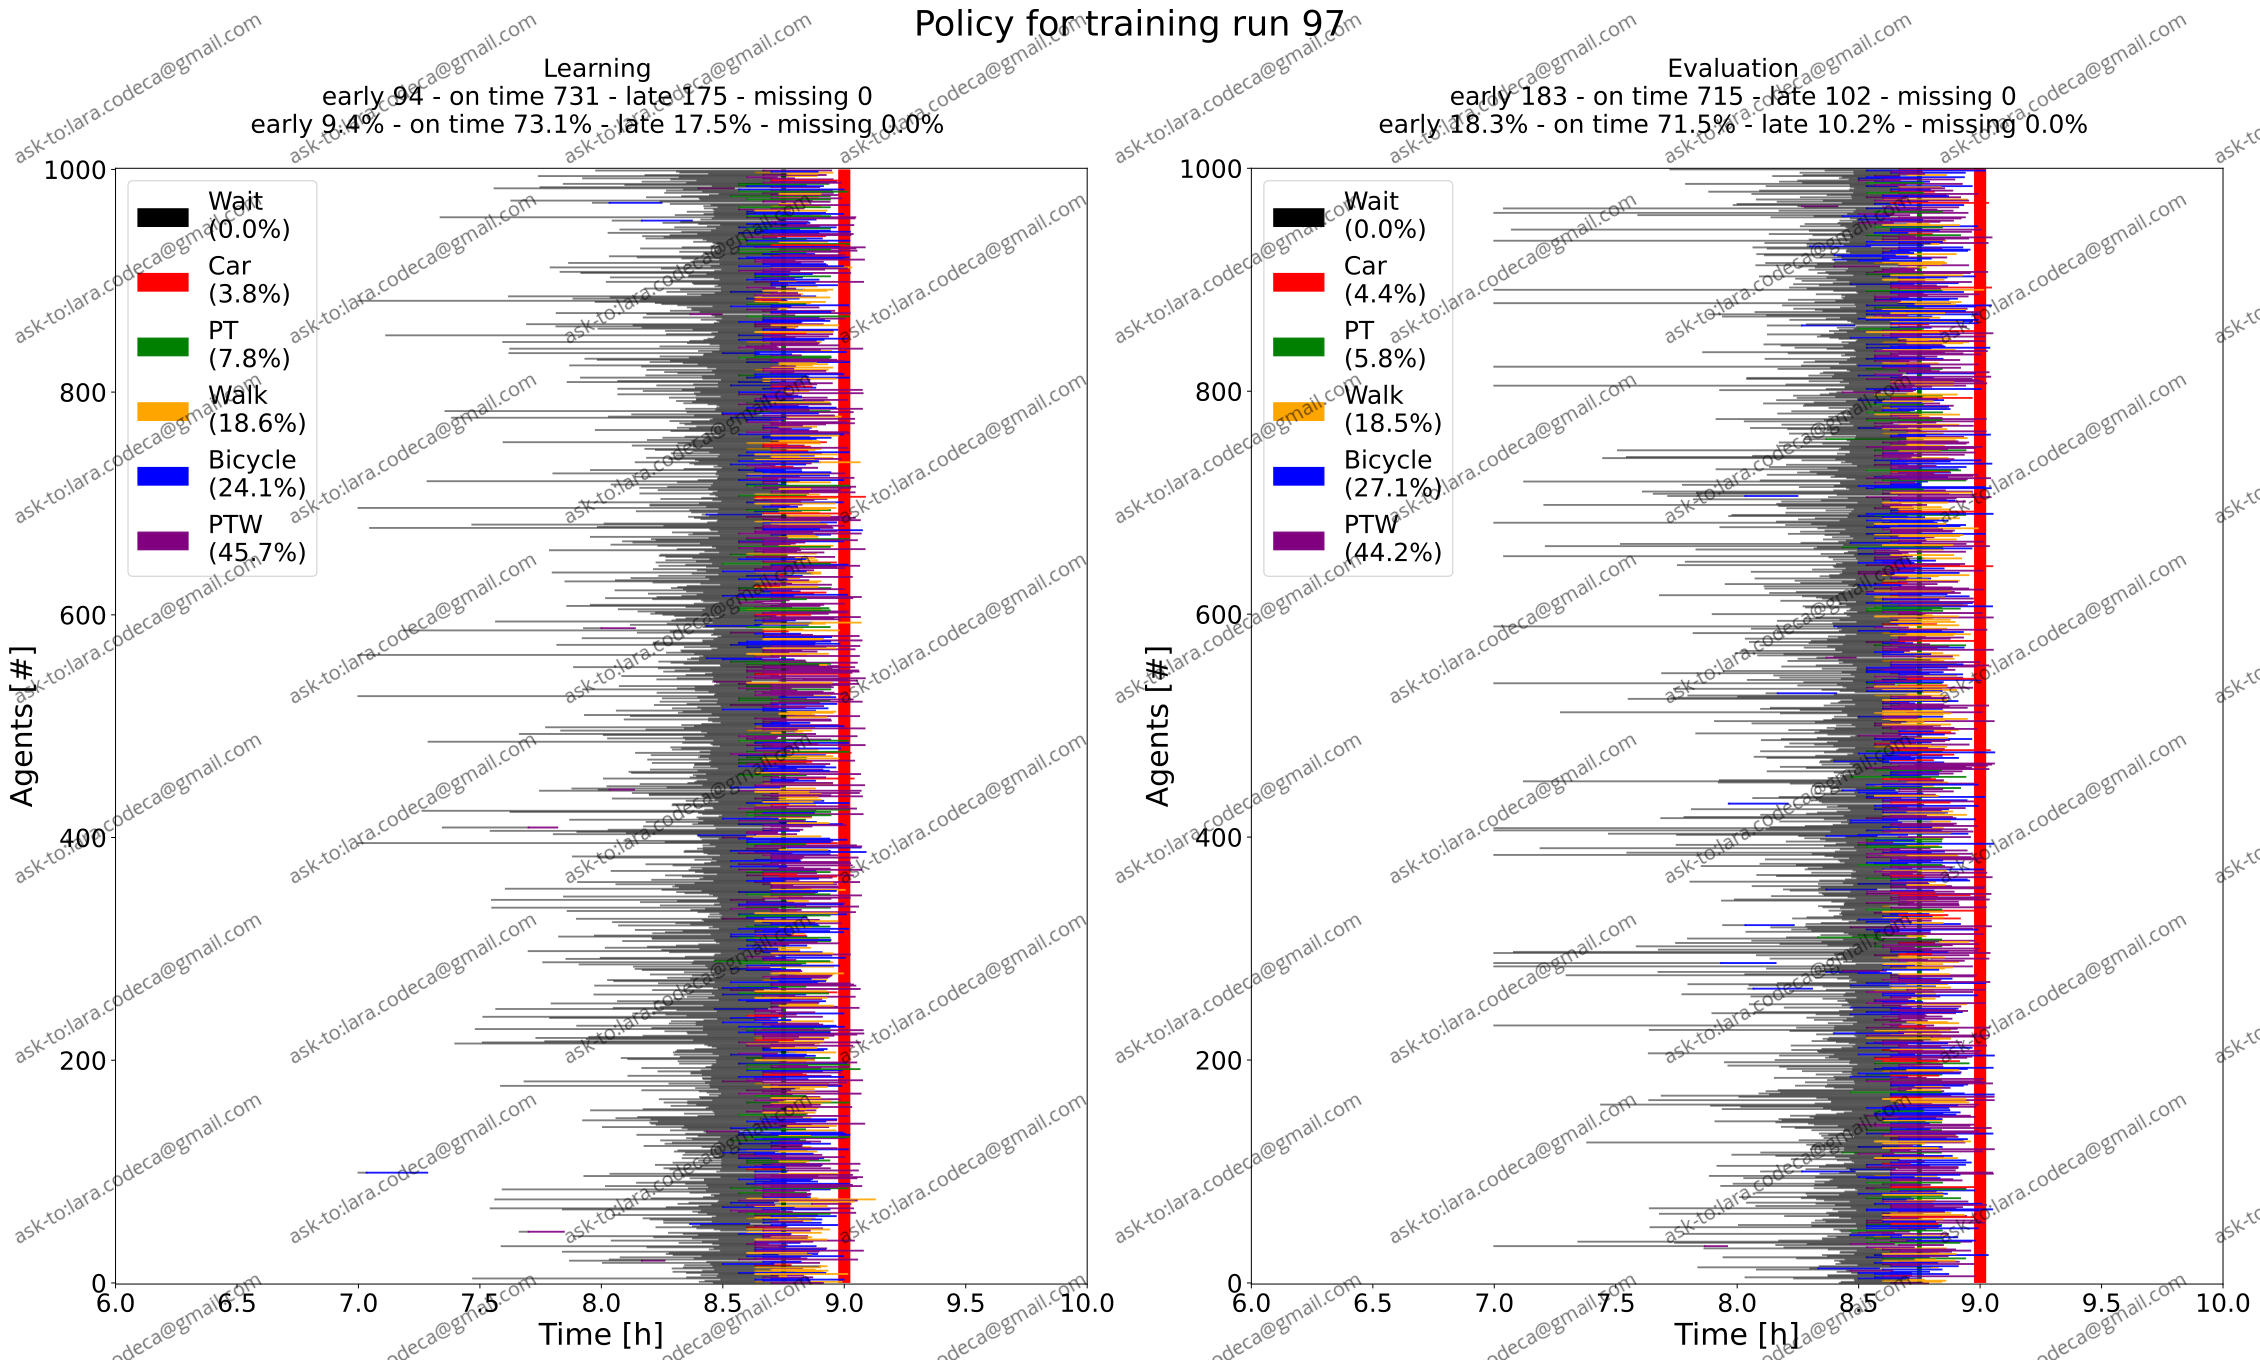 Policy for training run 97
Learning
early 94 - on time 731 - late 175 - missing 0
early 9.4% - on time 73.1% - late 17.5% - missing 0.0%
1000
800
600
400
200
0
Agents [#]
Wait
(0.0%)
Car
(3.8%)
PT
(7.8%)
Walk
(18.6%)
Bicycle
(24.1%)
PTW
(45.7%)
6.0 6.5 7.0 7.5 8.0 8.5 9.0 9.5 10.0
Time [h]
Evaluation
early 183 - on time 715 - late 102 - missing 0
early 18.3% - on time 71.5% - late 10.2% - missing 0.0%
1000
800
600
400
200
0
Agents [#]
Wait
(0.0%)
Car
(4.4%)
PT
(5.8%)
Walk
(18.5%)
Bicycle
(27.1%)
PTW
(44.2%)
6.0 6.5 7.0 7.5 8.0 8.5 9.0 9.5 10.0
Time [h]
ask-to:lara.codeca@gmail.com